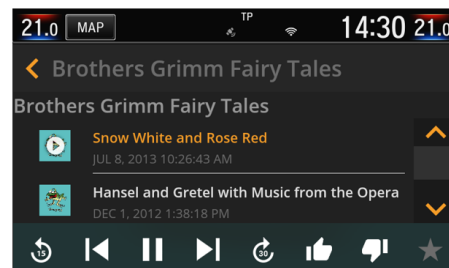 21.0 MAP TP 14:30 21.0
Brothers Grimm Fairy Tales
Brothers Grimm Fairy Tales
Snow White and Rose Red
JUL 8, 2013 10:26:43 AM
Hansel and Gretel with Music from the Opera
DEC 1, 2012 1:38:18 PM
15 30